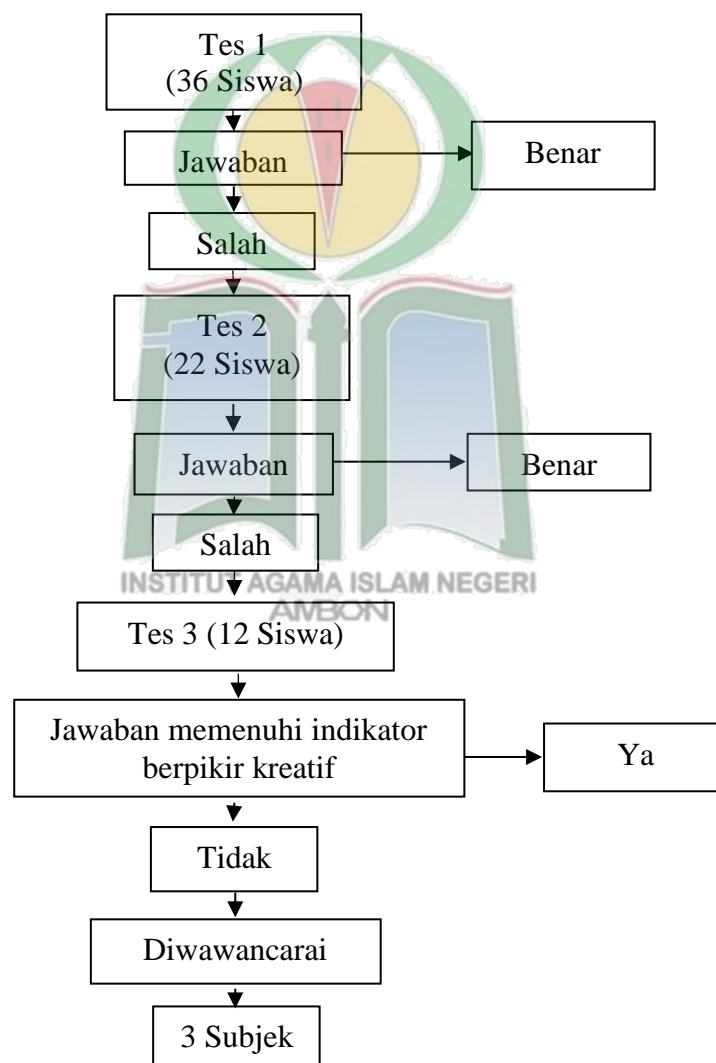 Tes 1
(36 Siswa)
Jawaban
Benar
Salah
Tes 2
(22 Siswa)
Jawaban
Benar
Salah
INSTITUT AGAMA ISLAM NEGERI
AMBON
Tes 3 (12 Siswa)
Jawaban memenuhi indikator
berpikir kreatif
Ya
Tidak
Diwawancarai
3 Subjek